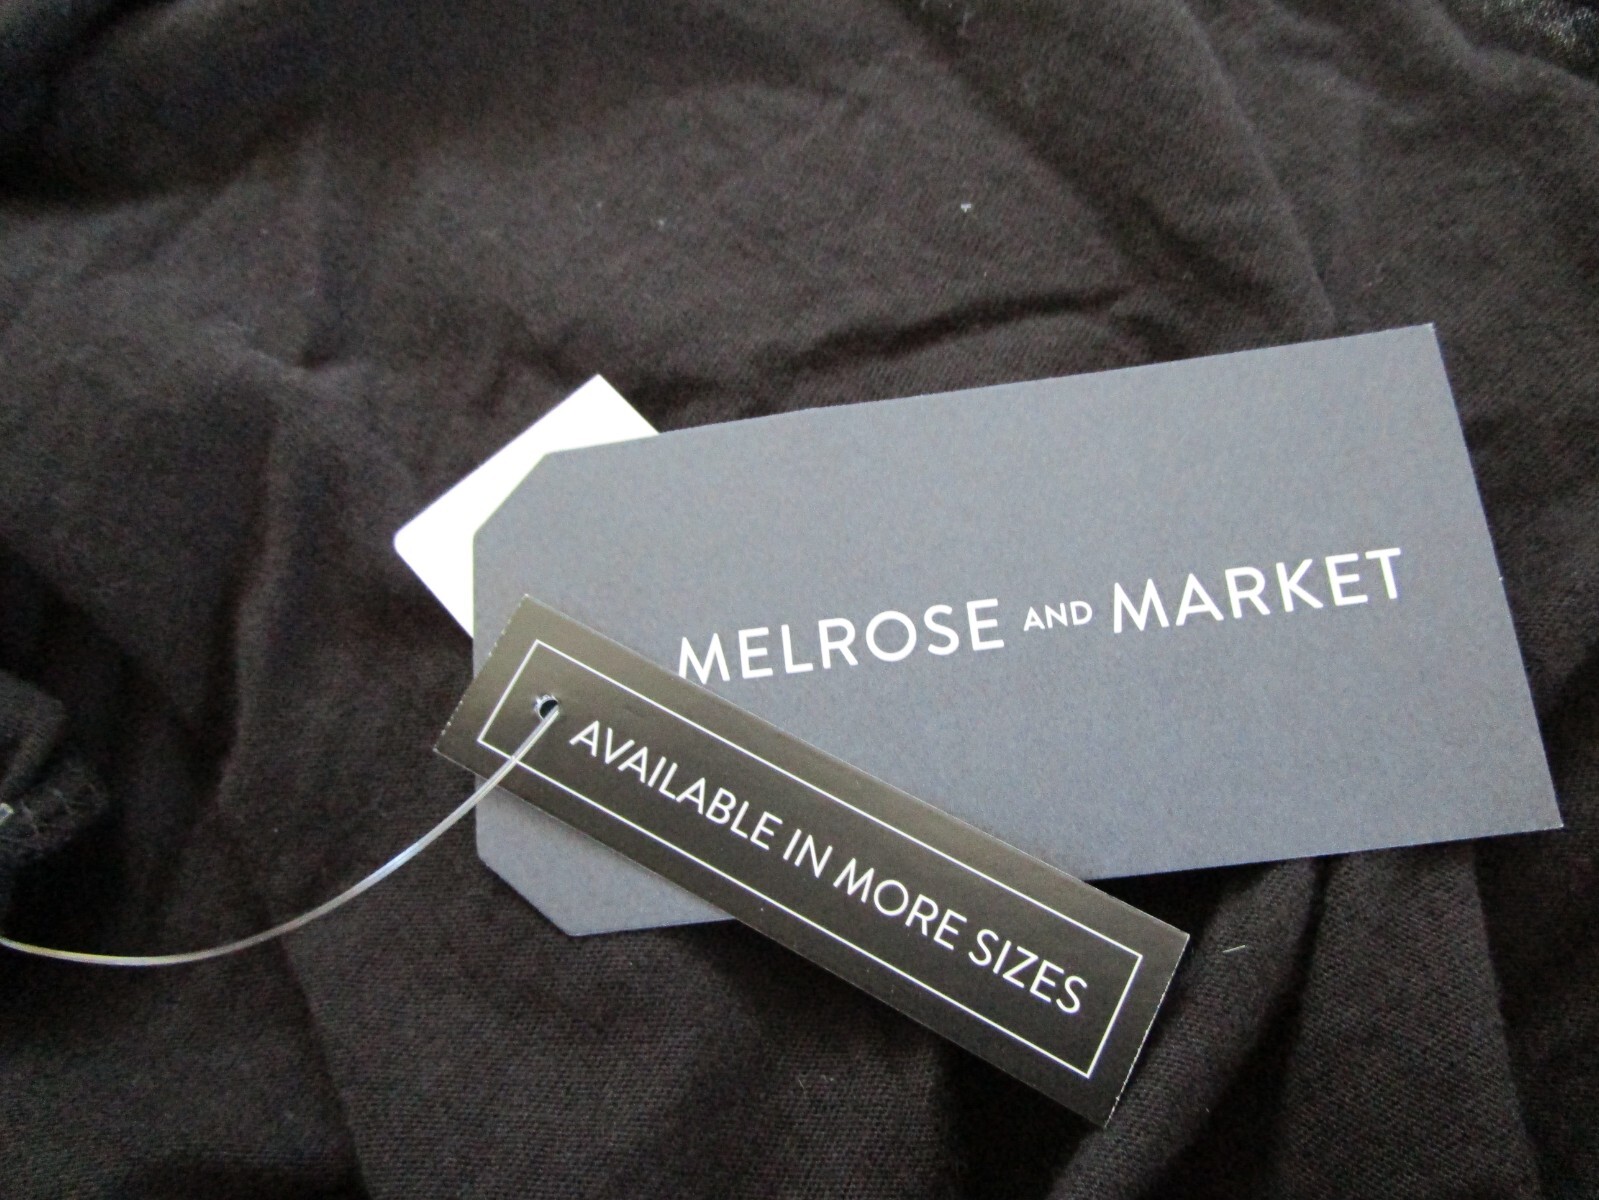 MELROSE AND MARKET
AVAILABLE IN MORE SIZES